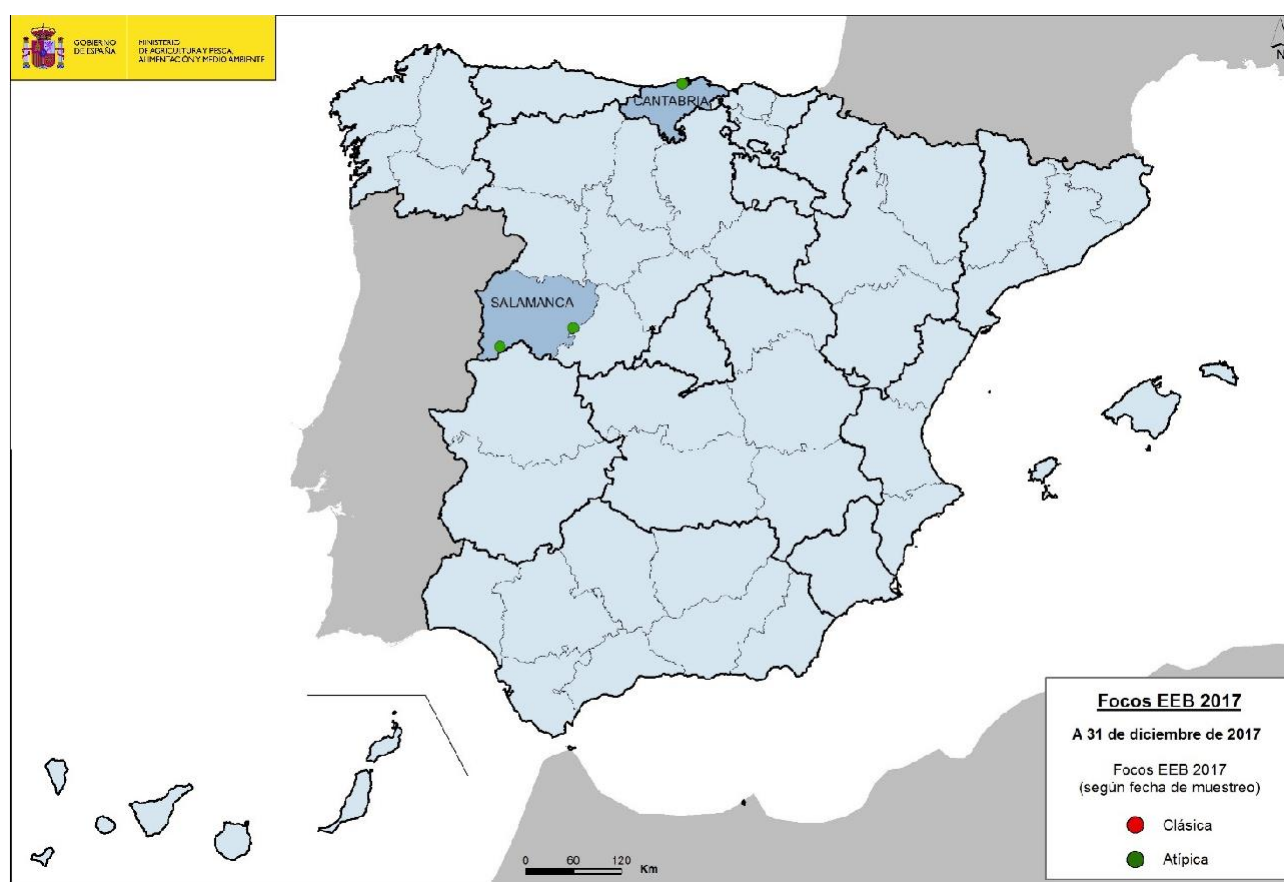 GOBIERNO
DE ESPAÑA
MINISTERIO
DE AGRICULTURA Y PESCA,
ALIMENTACIÓN Y MEDIO AMBIENTE
N
CANTABRIA
SALAMANCA
Focos EEB 2017
A 31 de diciembre de 2017
Focos EEB 2017
(según fecha de muestreo)
Clásica
Atípica
0 60 120
Km